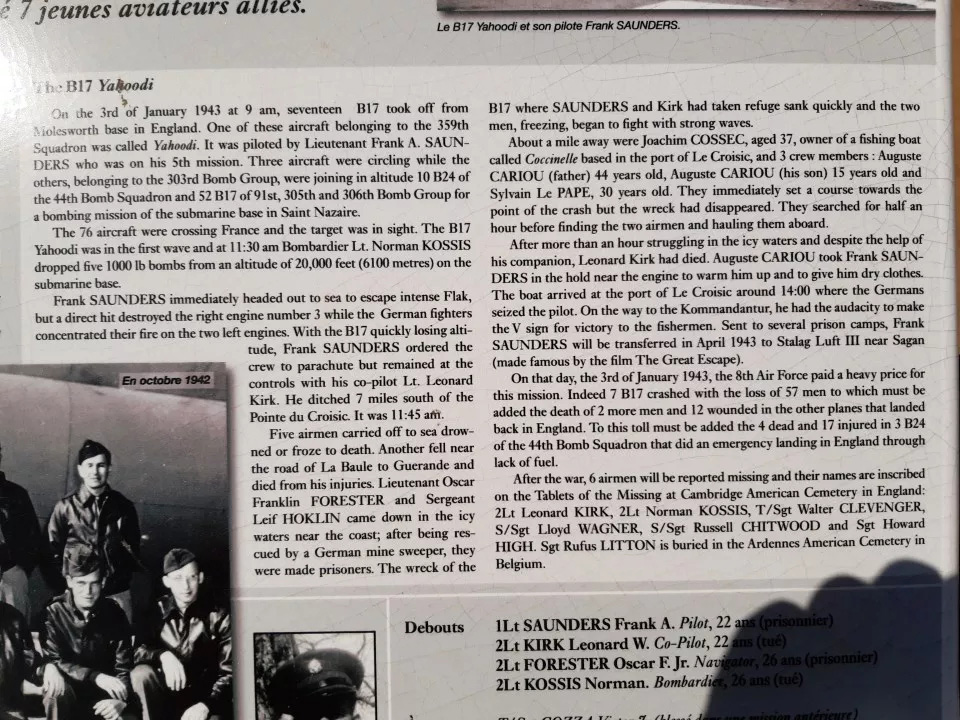 é 7 jeunes aviateurs alliés.
Le B17 Yahoodi et son pilote Frank SAUNDERS.
The B17 Yahoodi
On the 3rd of January 1943 at 9 am, seventeen B17 took off from
Molesworth base in England. One of these aircraft belonging to the 359th
Squadron was called Yahoodi. It was piloted by Lieutenant Frank A. SAUN-
DERS who was on his 5th mission. Three aircraft were circling while the
others, belonging to the 303rd Bomb Group, were joining in altitude 10 B24 of
the 44th Bomb Squadron and 52 B17 of 91st, 305th and 306th Bomb Group for
a bombing mission of the submarine base in Saint Nazaire.
The 76 aircraft were crossing France and the target was in sight. The B17
Yahoodi was in the first wave and at 11:30 am Bombardier Lt. Norman KOSSIS
dropped five 1000 lb bombs from an altitude of 20,000 feet (6100 metres) on the
submarine base.
Frank SAUNDERS immediately headed out to sea to escape intense Flak,
but a direct hit destroyed the right engine number 3 while the German fighters
concentrated their fire on the two left engines. With the B17 quickly losing alti-
tude, Frank SAUNDERS ordered the
crew to parachute but remained at the
controls with his co-pilot Lt. Leonard
Kirk. He ditched 7 miles south of the
Pointe du Croisic. It was 11:45 am.
Five airmen carried off to sea drow-
ned or froze to death. Another fell near
the road of La Baule to Guerande and
died from his injuries. Lieutenant Oscar
Franklin FORESTER and Sergeant
Leif HOKLIN came down in the icy
waters near the coast; after being res-
cued by a German mine sweeper, they
were made prisoners. The wreck of the
B17 where SAUNDERS and Kirk had taken refuge sank quickly and the two
men, freezing, began to fight with strong waves.
About a mile away were Joachim COSSEC, aged 37, owner of a fishing boat
called Coccinelle based in the port of Le Croisic, and 3 crew members : Auguste
CARIOU (father) 44 years old, Auguste CARIOU (his son) 15 years old and
Sylvain Le PAPE, 30 years old. They immediately set a course towards the
point of the crash but the wreck had disappeared. They searched for half an
hour before finding the two airmen and hauling them aboard.
After more than an hour struggling in the icy waters and despite the help of
his companion, Leonard Kirk had died. Auguste CARIOU took Frank SAUN-
DERS in the hold near the engine to warm him up and to give him dry clothes.
The boat arrived at the port of Le Croisic around 14:00 where the Germans
seized the pilot. On the way to the Kommandantur, he had the audacity to make
the V sign for victory to the fishermen. Sent to several prison camps, Frank
SAUNDERS will be transferred in April 1943 to Stalag Luft III near Sagan
(made famous by the film The Great Escape).
On that day, the 3rd of January 1943, the 8th Air Force paid a heavy price for
this mission. Indeed 7 B17 crashed with the loss of 57 men to which must be
added the death of 2 more men and 12 wounded in the other planes that landed
back in England. To this toll must be added the 4 dead and 17 injured in 3 B24
of the 44th Bomb Squadron that did an emergency landing in England through
lack of fuel.
After the war, 6 airmen will be reported missing and their names are inscribed
on the Tablets of the Missing at Cambridge American Cemetery in England:
2Lt Leonard KIRK, 2Lt Norman KOSSIS, T/Sgt Walter CLEVENGER,
S/Sgt Lloyd WAGNER, S/Sgt Russell CHITWOOD and Sgt Howard
HIGH. Sgt Rufus LITTON is buried in the Ardennes American Cemetery in
Belgium.
En octobre 1942
Debouts
1Lt SAUNDERS Frank A. Pilot, 22 ans (prisonnier)
2Lt KIRK Leonard W. Co-Pilot, 22 ans (tué)
2Lt FORESTER Oscar F. Jr. Navigator, 26 ans (prisonnier)
2Lt KOSSIS Norman. Bombardier, 26 ans (tué)